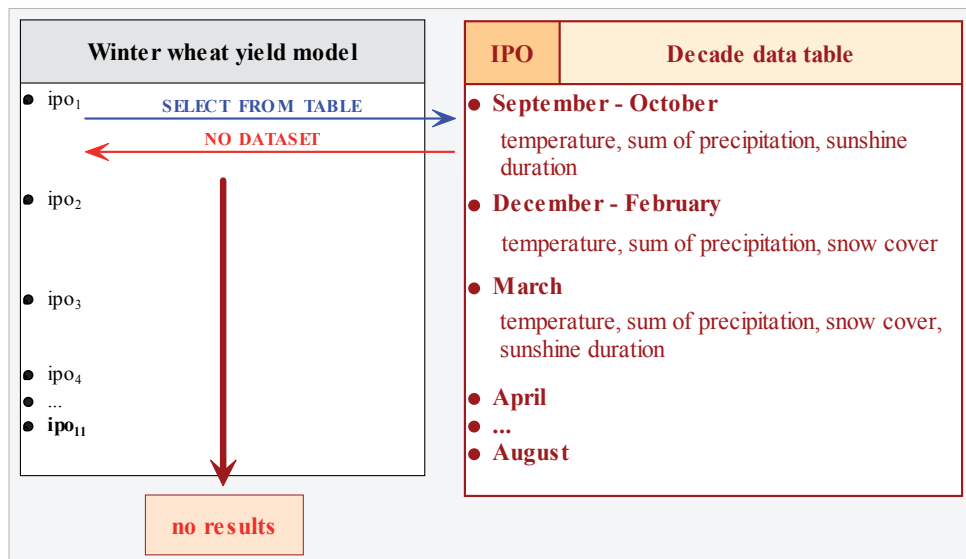 Winter wheat yield model
ipo1
SELECT FROM TABLE
NO DATASET
ipo2
ipo3
ipo4
...
ipo11
no results
IPO
Decade data table
September - October
temperature, sum of precipitation, sunshine
duration
December - February
temperature, sum of precipitation, snow cover
March
temperature, sum of precipitation, snow cover,
sunshine duration
April
...
August